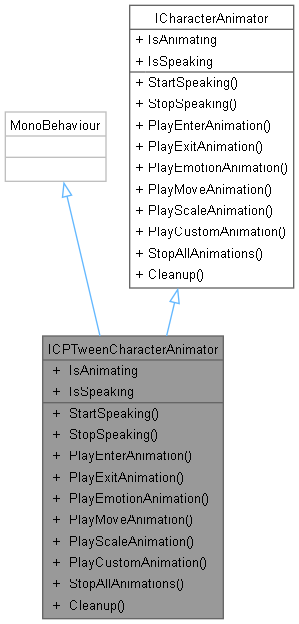 ICharacterAnimator
+ IsAnimating
+ IsSpeaking
+ StartSpeaking()
+ StopSpeaking()
+ PlayEnterAnimation()
+ PlayExitAnimation()
+ PlayEmotionAnimation()
+ PlayMoveAnimation()
+ PlayScaleAnimation()
+ PlayCustomAnimation()
+ StopAllAnimations()
+ Cleanup()
MonoBehaviour
ICPTweenCharacterAnimator
+ IsAnimating
+ IsSpeaking
+ StartSpeaking()
+ StopSpeaking()
+ PlayEnterAnimation()
+ PlayExitAnimation()
+ PlayEmotionAnimation()
+ PlayMoveAnimation()
+ PlayScaleAnimation()
+ PlayCustomAnimation()
+ StopAllAnimations()
+ Cleanup()